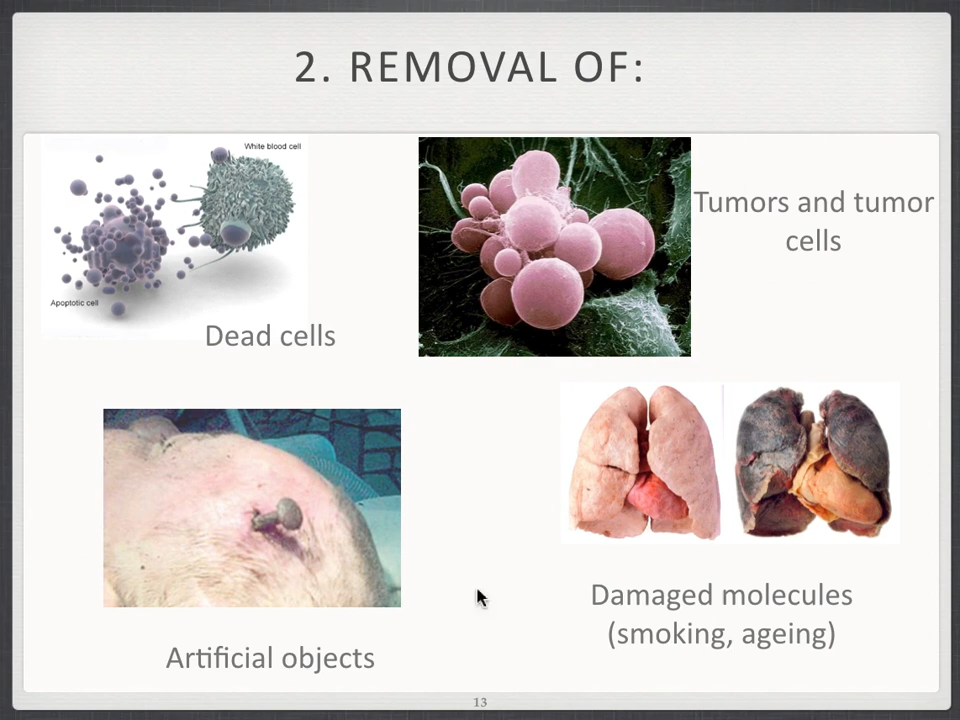 2. REMOVAL OF:
White blood cell
Apoptotic cell
Dead cells
Tumors and tumor
cells
Artificial objects
Damaged molecules
(smoking, ageing)
13